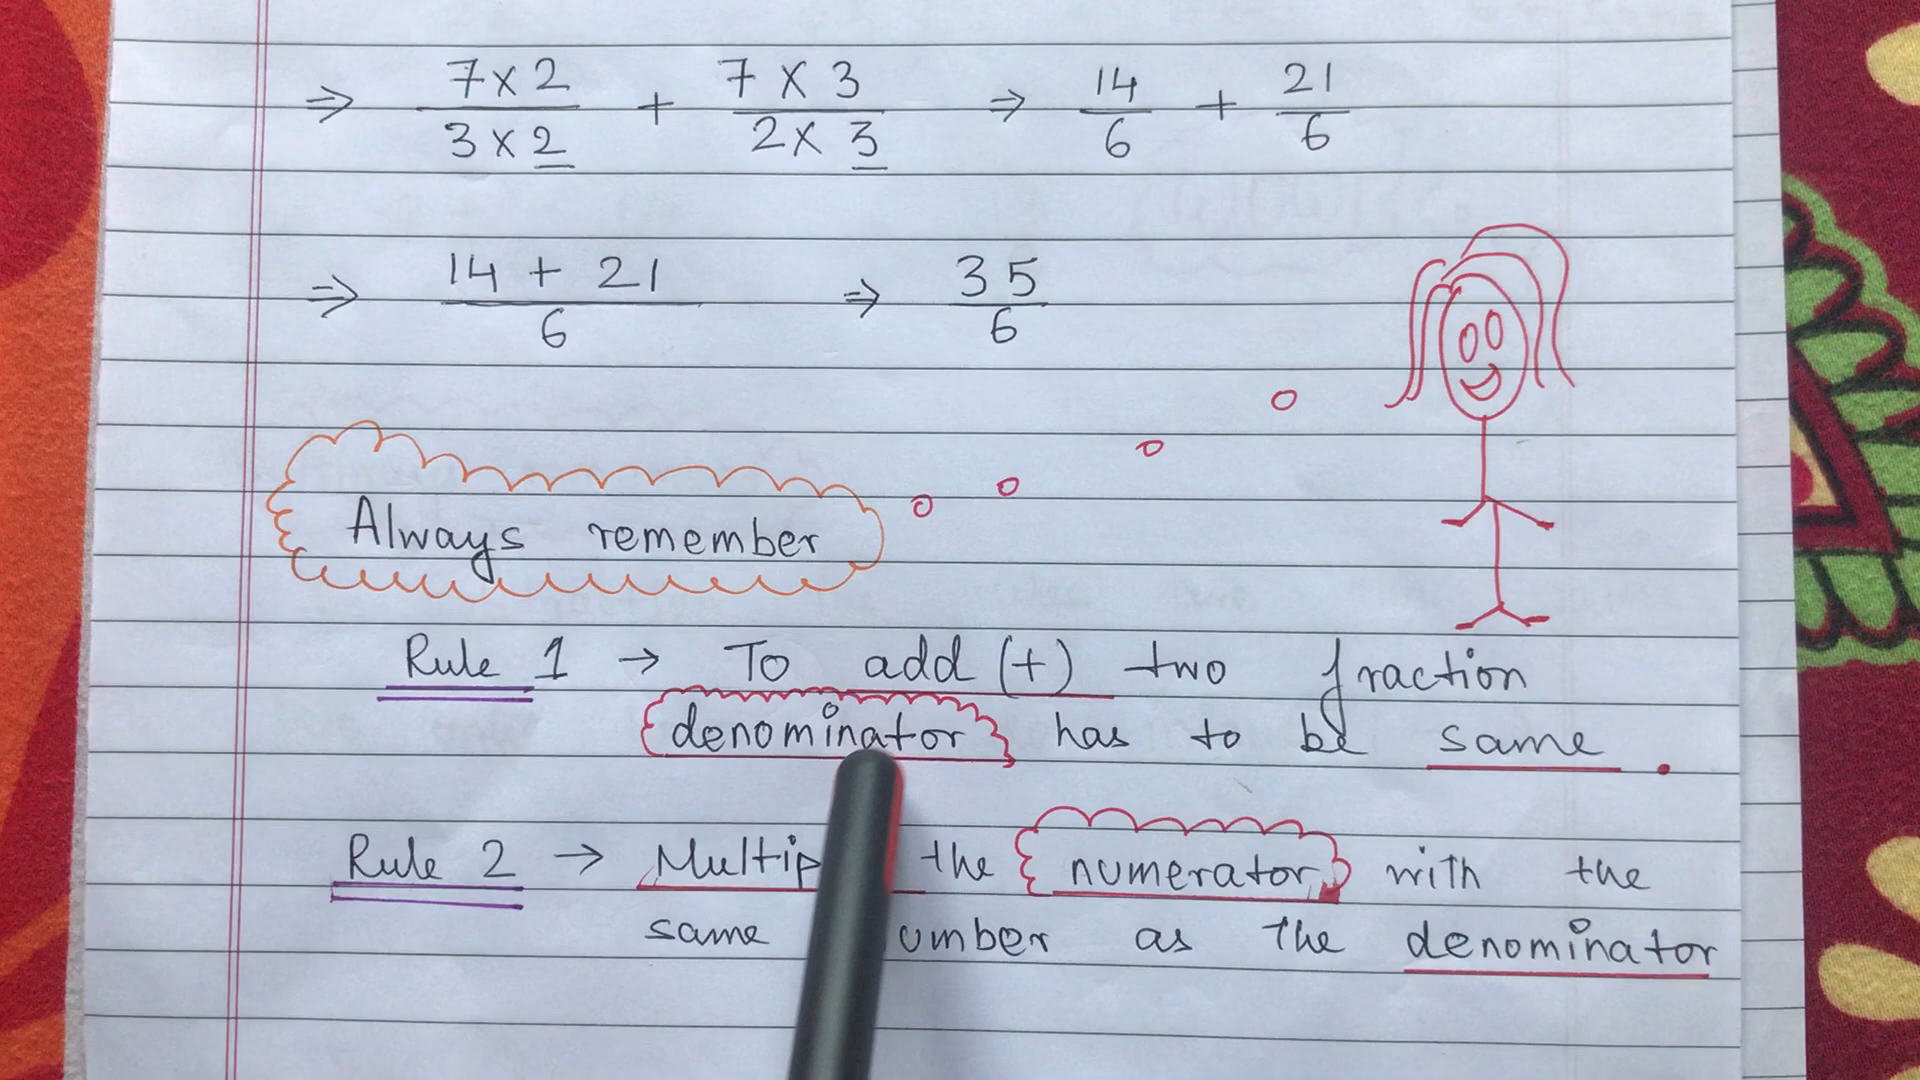 ⇒ 7 x 2 / 3 x 2 + 7 x 3 / 2 x 3 ⇒ 14/6 + 21/6
⇒ 14 + 21 / 6 ⇒ 35/6
Always remember
Rule 1 → To add (+) two fraction
denominator has to be same .
Rule 2 → Multip the numerator with the
same umber as the denominator